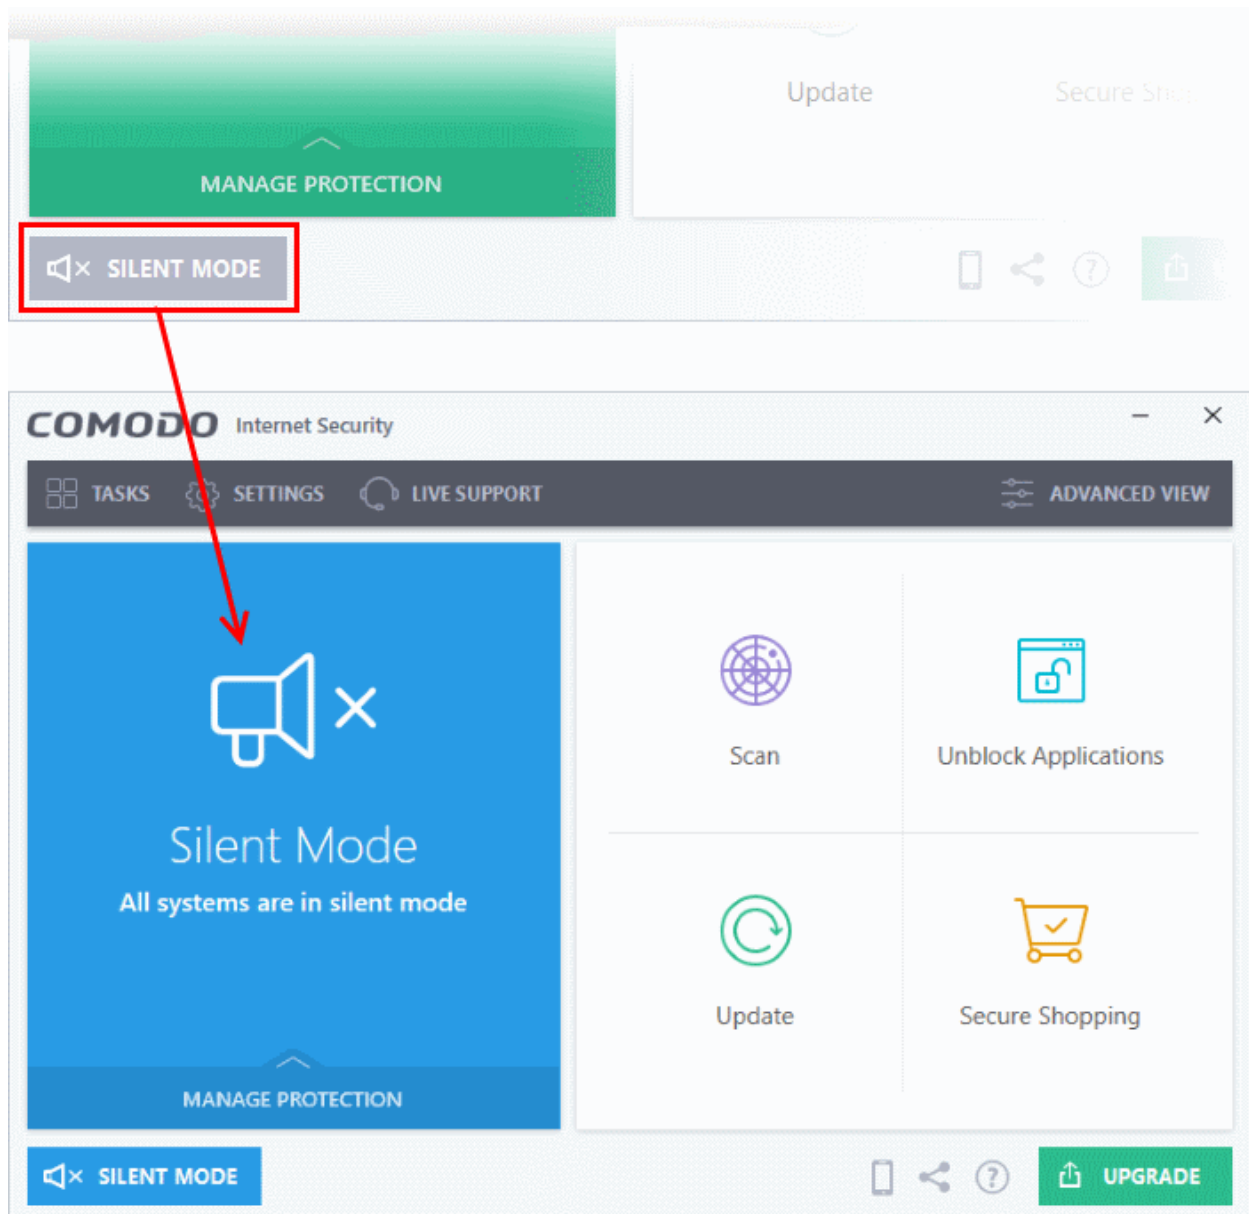 Update
Secure
MANAGE PROTECTION
SILENT MODE
COMODO Internet Security
TASKS SETTINGS LIVE SUPPORT ADVANCED VIEW
Scan
Unblock Applications
Silent Mode
All systems are in silent mode
Update
Secure Shopping
MANAGE PROTECTION
SILENT MODE
UPGRADE